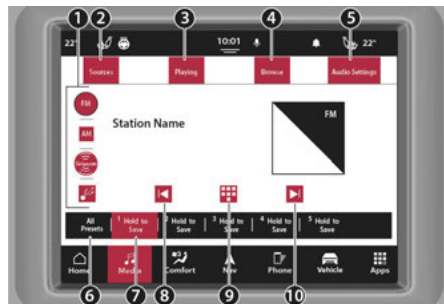 1 2 3 4 5
22° 10:01 22°
Sources Playing Browse Audio Settings
FM
AM
Station Name
FM
All Presets
1 Hold to Save
2 Hold to Save
3 Hold to Save
4 Hold to Save
5 Hold to Save
Home Media Comfort Nav Phone Vehicle Apps
6 7 8 9 10